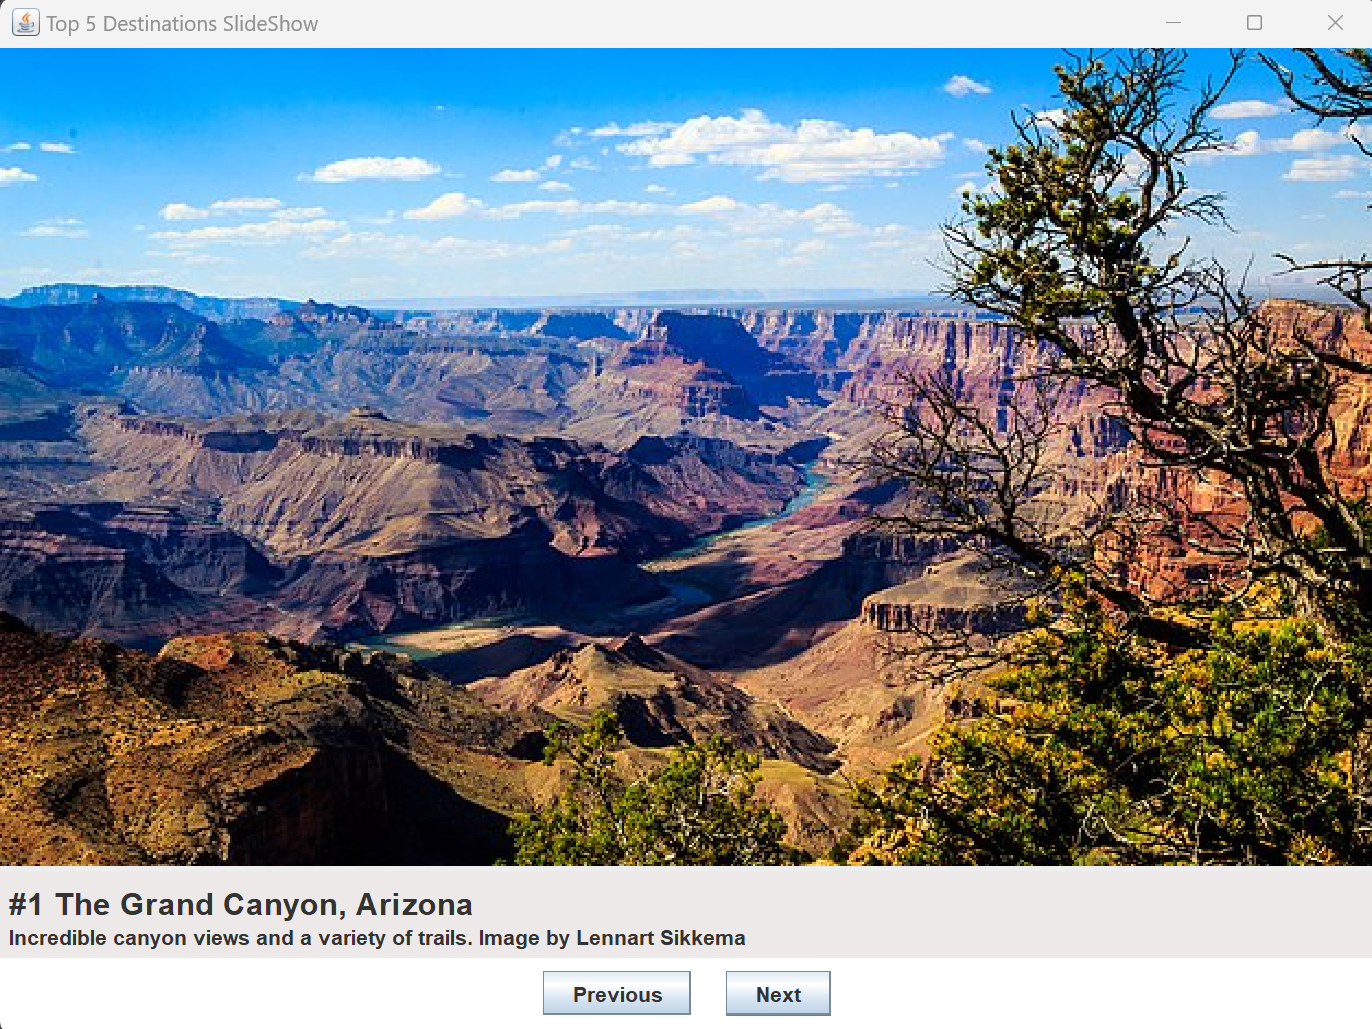 Top 5 Destinations SlideShow
#1 The Grand Canyon, Arizona
Incredible canyon views and a variety of trails. Image by Lennart Sikkema
Previous
Next